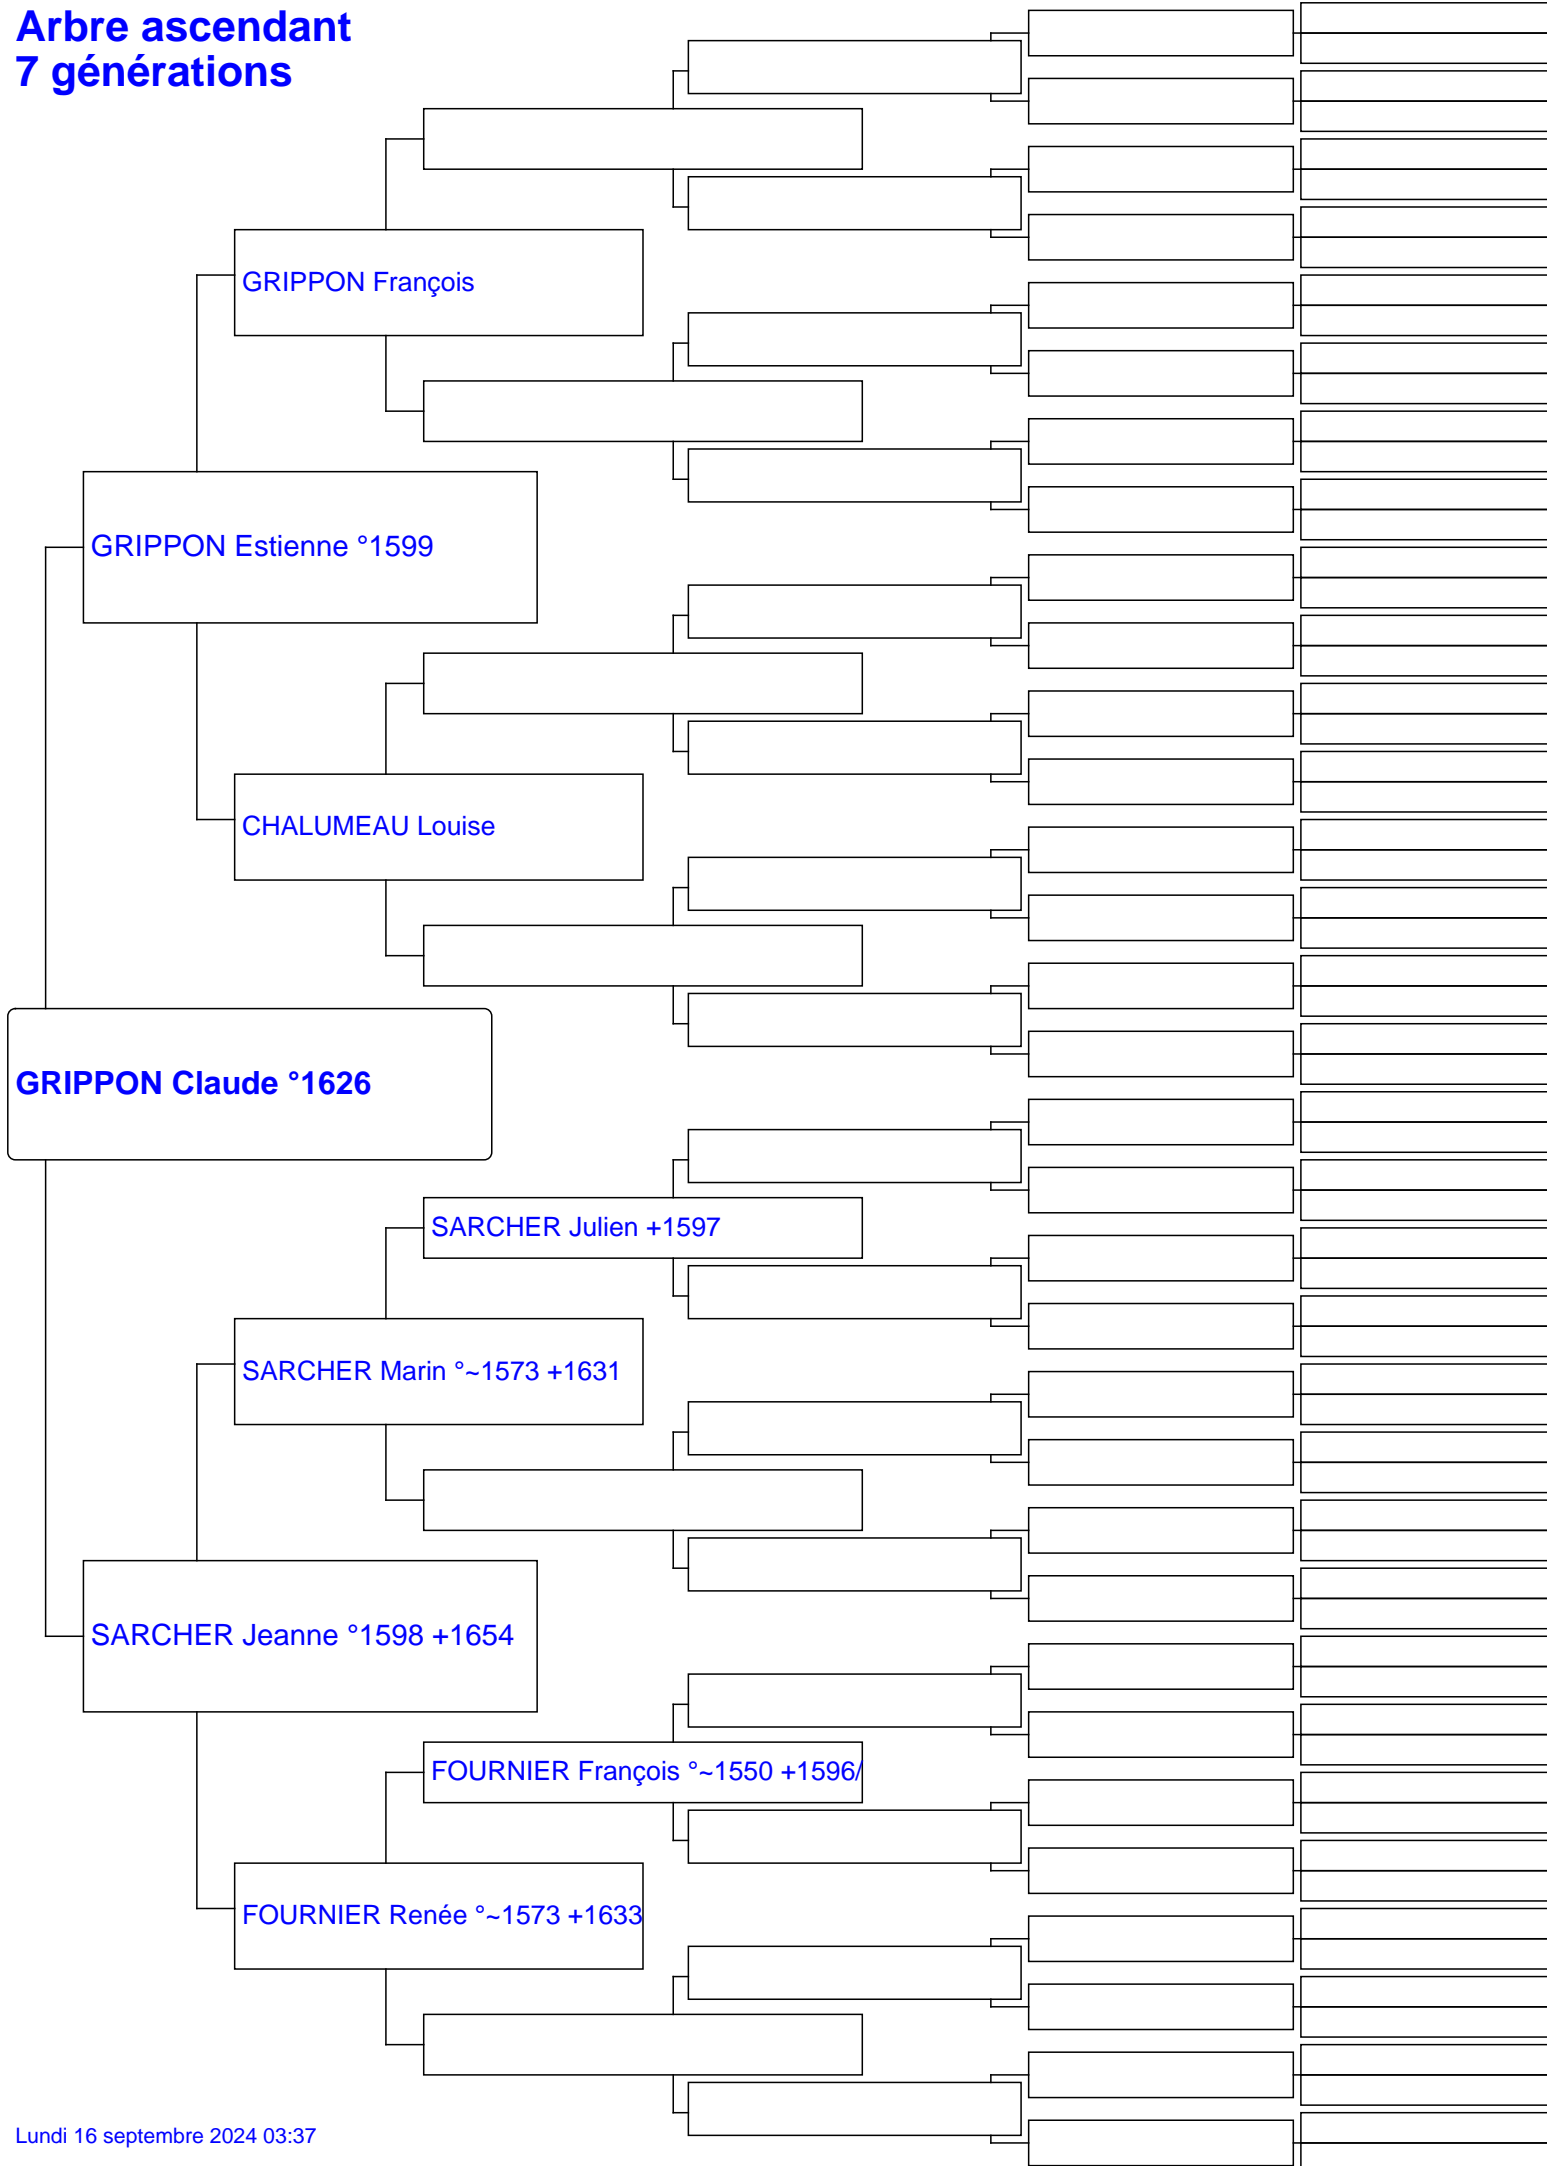 Arbre ascendant
7 générations
GRIPPON François
GRIPPON Estienne °1599
CHALUMEAU Louise
GRIPPON Claude °1626
SARCHER Julien +1597
SARCHER Marin °~1573 +1631
SARCHER Jeanne °1598 +1654
FOURNIER François °~1550 +1596/
FOURNIER Renée °~1573 +1633
Lundi 16 septembre 2024 03:37